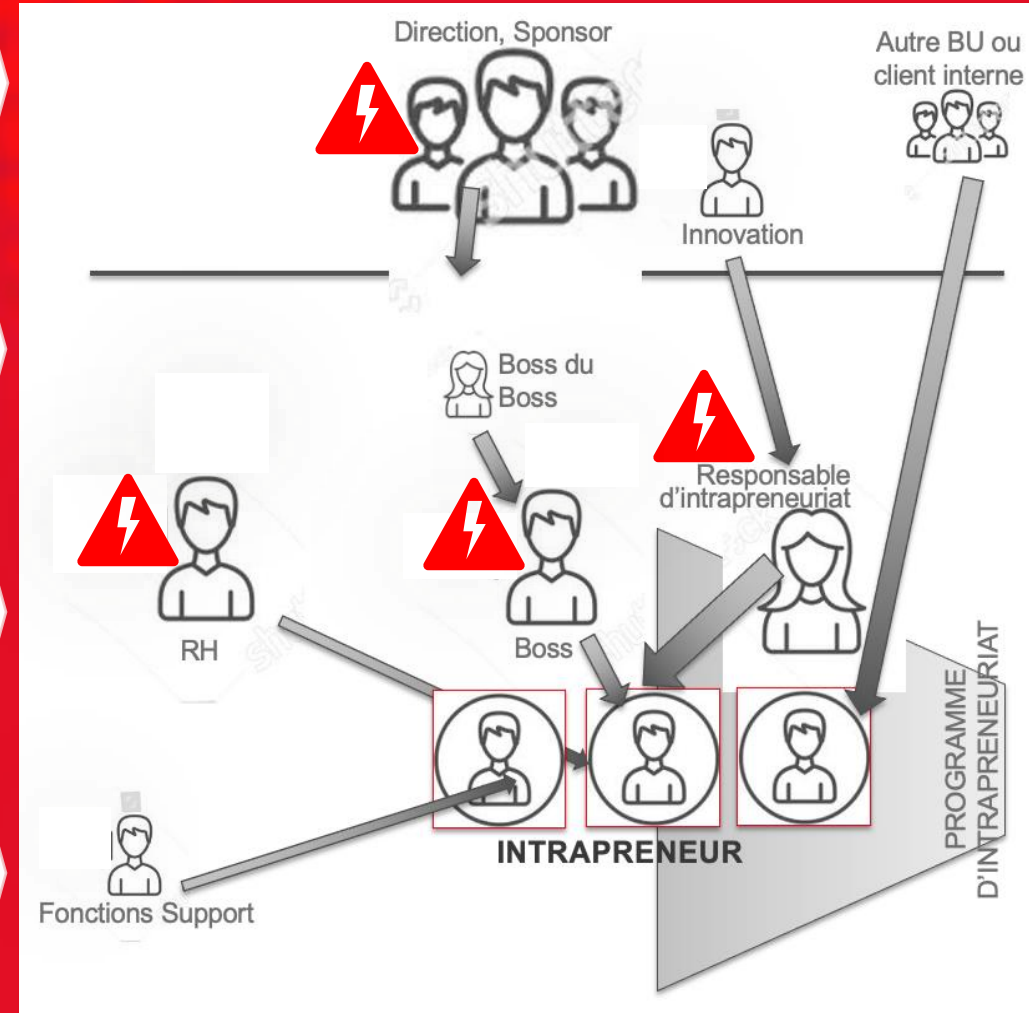 Direction, Sponsor
Autre BU ou
client interne
Innovation
Boss du
Boss
Responsable
d'intrapreneuriat
RH
Boss
PROGRAMME
D'INTRAPRENEURIAT
INTRAPRENEUR
Fonctions Support